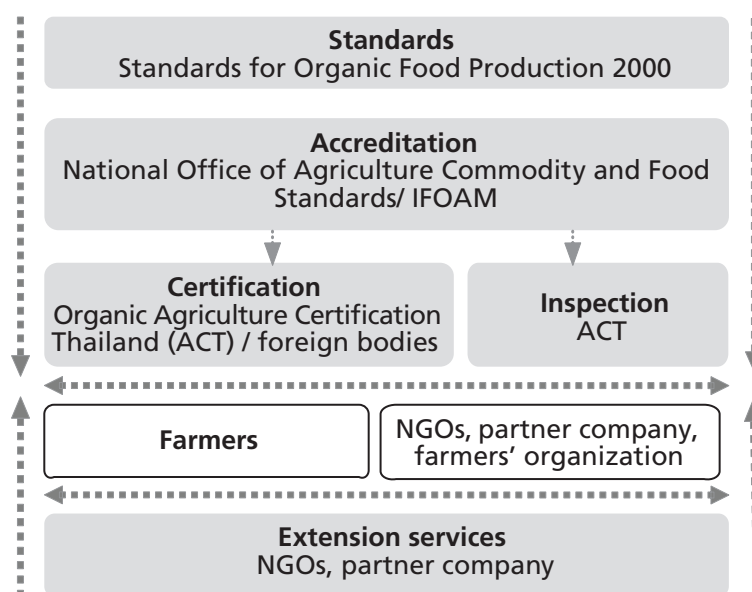 Standards
Standards for Organic Food Production 2000
Accreditation
National Office of Agriculture Commodity and Food
Standards/ IFOAM
Certification
Organic Agriculture Certification
Thailand (ACT) / foreign bodies
Inspection
ACT
Farmers
NGOs, partner company,
farmers’ organization
Extension services
NGOs, partner company